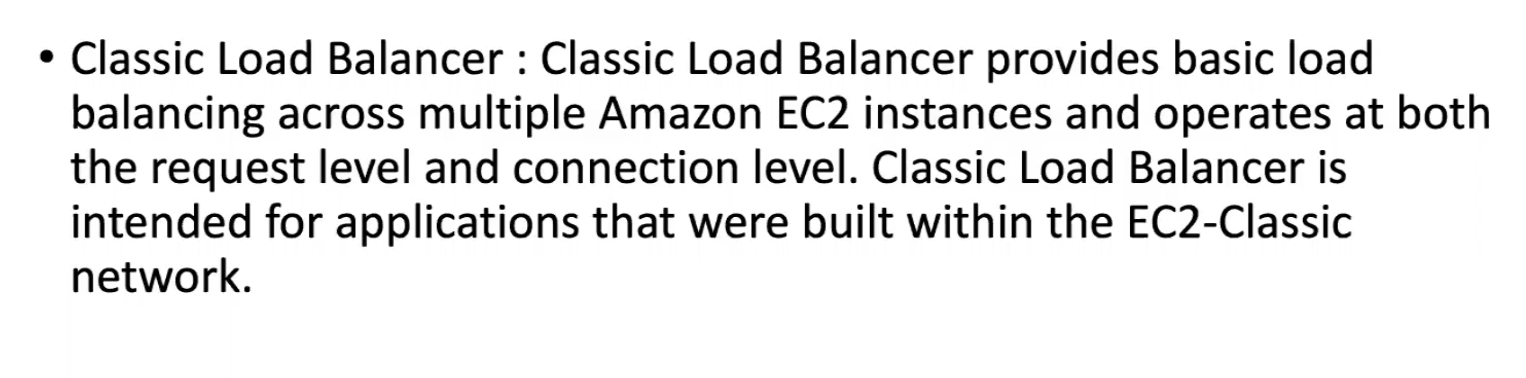 • Classic Load Balancer : Classic Load Balancer provides basic load
balancing across multiple Amazon EC2 instances and operates at both
the request level and connection level. Classic Load Balancer is
intended for applications that were built within the EC2-Classic
network.